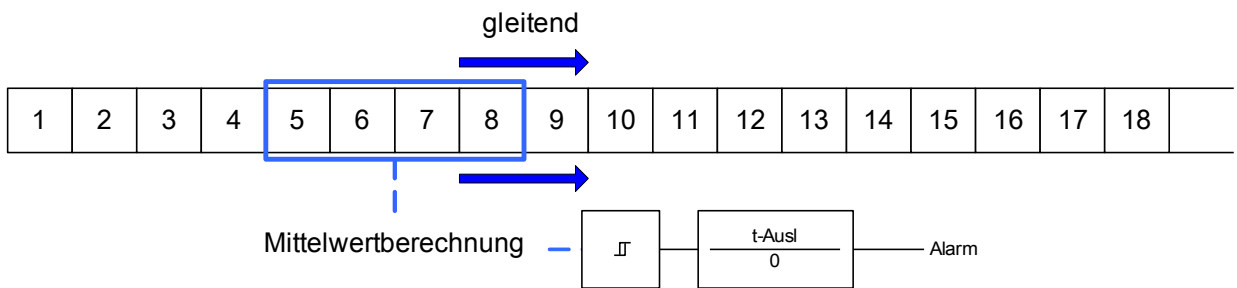 gleitend
1 2 3 4 5 6 7 8 9 10 11 12 13 14 15 16 17 18
Mittelwertberechnung
t-Ausl
0
Alarm